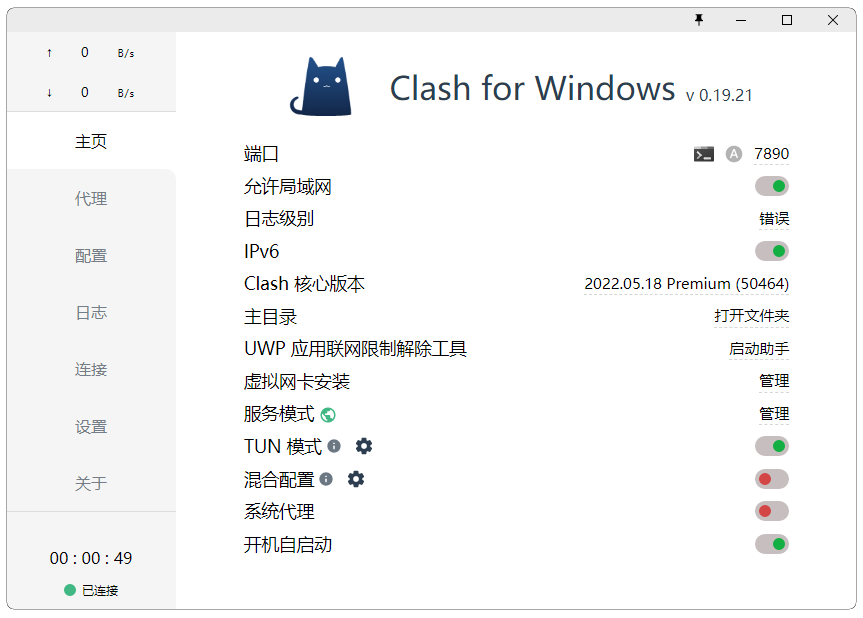 ↑ 0 B/s
↓ 0 B/s
主页
代理
配置
日志
连接
设置
关于
00 : 00 : 49
已连接
Clash for Windows v 0.19.21
端口 A 7890
允许局域网
日志级别 错误
IPv6
Clash 核心版本 2022.05.18 Premium (50464)
主目录 打开文件夹
UWP 应用联网限制解除工具 启动助手
虚拟网卡安装 管理
服务模式 管理
TUN 模式
混合配置
系统代理
开机自启动